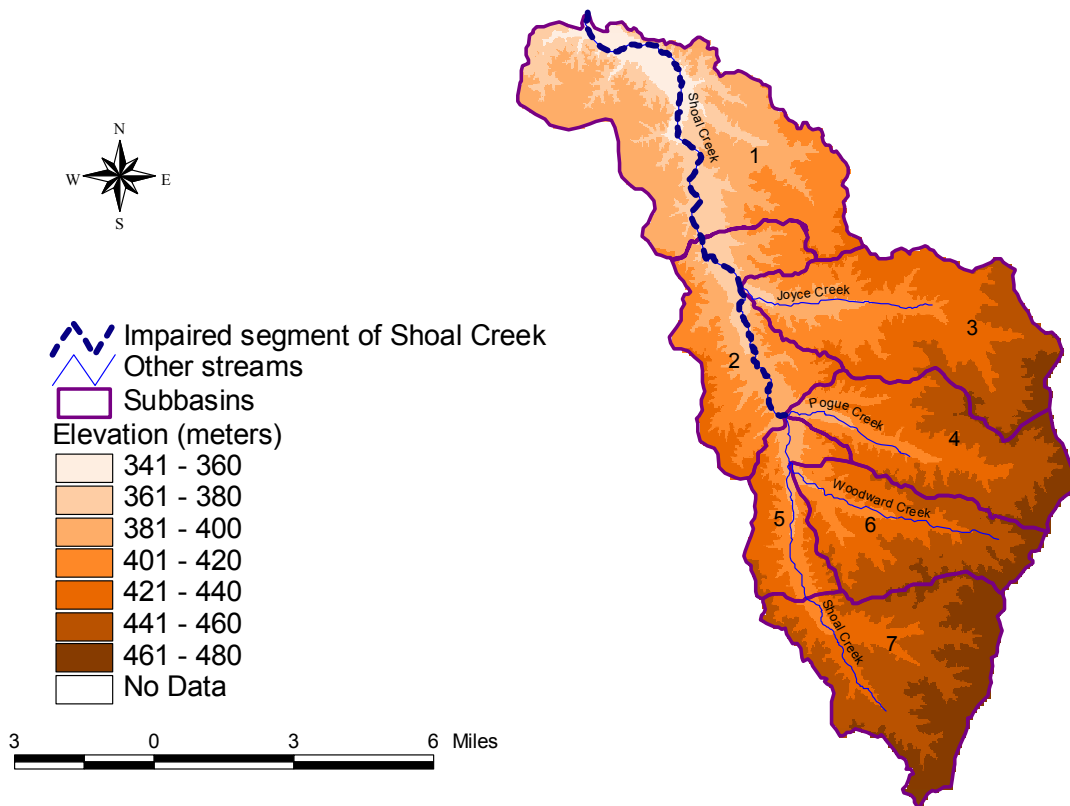 N
W E
S
Impaired segment of Shoal Creek
Other streams
Subbasins
Elevation (meters)
341 - 360
361 - 380
381 - 400
401 - 420
421 - 440
441 - 460
461 - 480
No Data
3 0 3 6 Miles
Shoal Creek
1
Joyce Creek
3
2
Pogue Creek
4
Woodward Creek
5
6
Shoal Creek
7